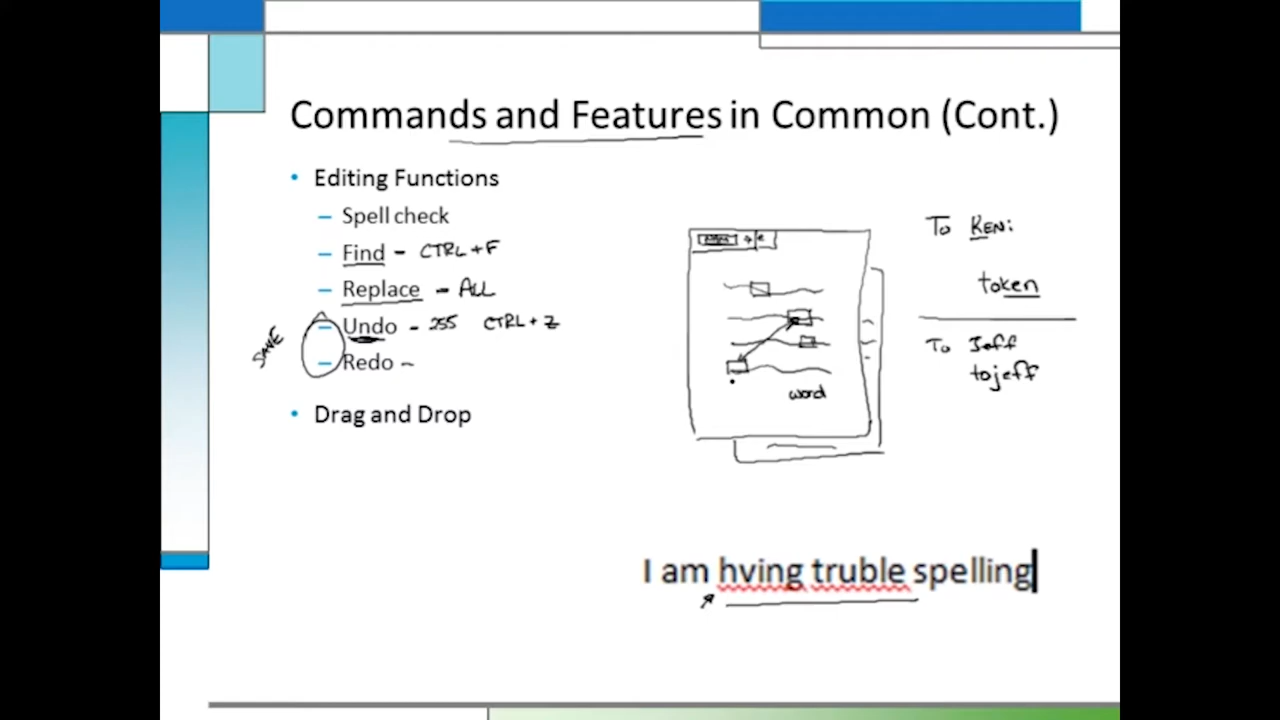 Commands and Features in Common (Cont.)
• Editing Functions
– Spell check
– Find – CTRL + F
– Replace – ALL
– Undo – 255 CTRL + Z
– Redo –
SAVE
• Drag and Drop
word
To KEN:
token
To Jeff
tojeff
I am hving truble spelling